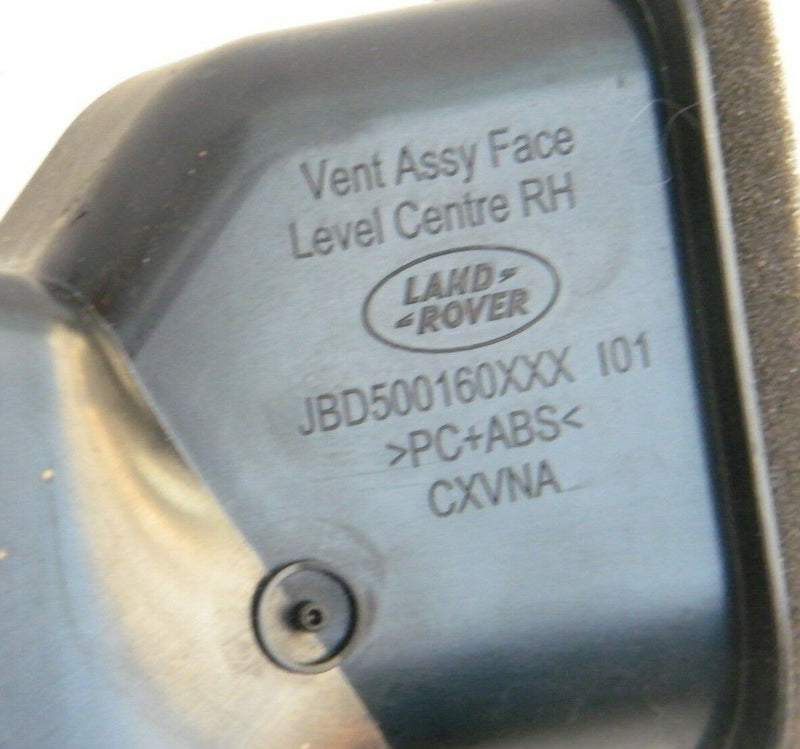 Vent Assy Face
Level Centre RH
LAND
ROVER
JBD500160XXX I01
>PC+ABS<
CXVNA